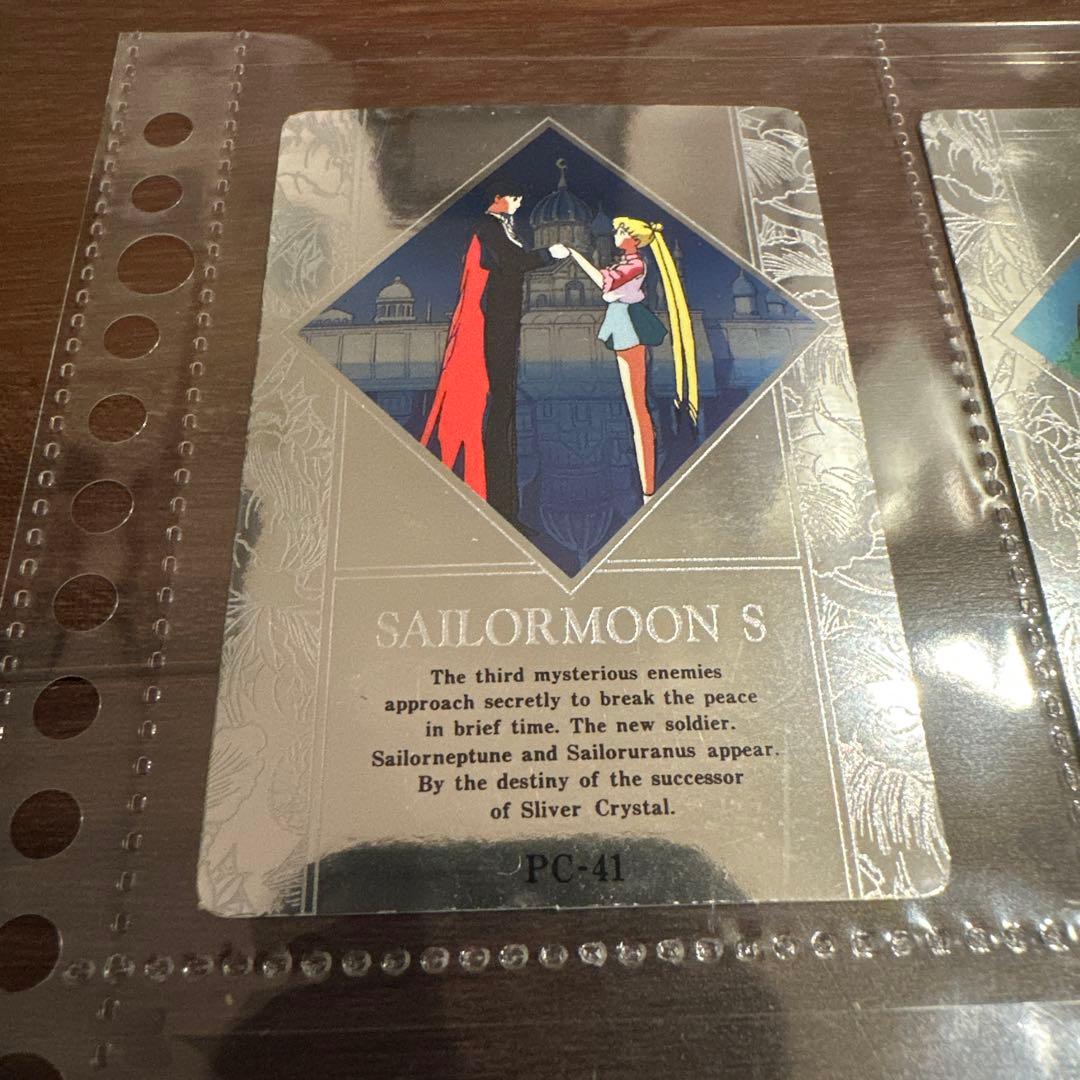 SAILORMOON S
The third mysterious enemies
approach secretly to break the peace
in brief time. The new soldier.
Sailorneptune and Sailoruranus appear.
By the destiny of the successor
of Sliver Crystal.
PC-41